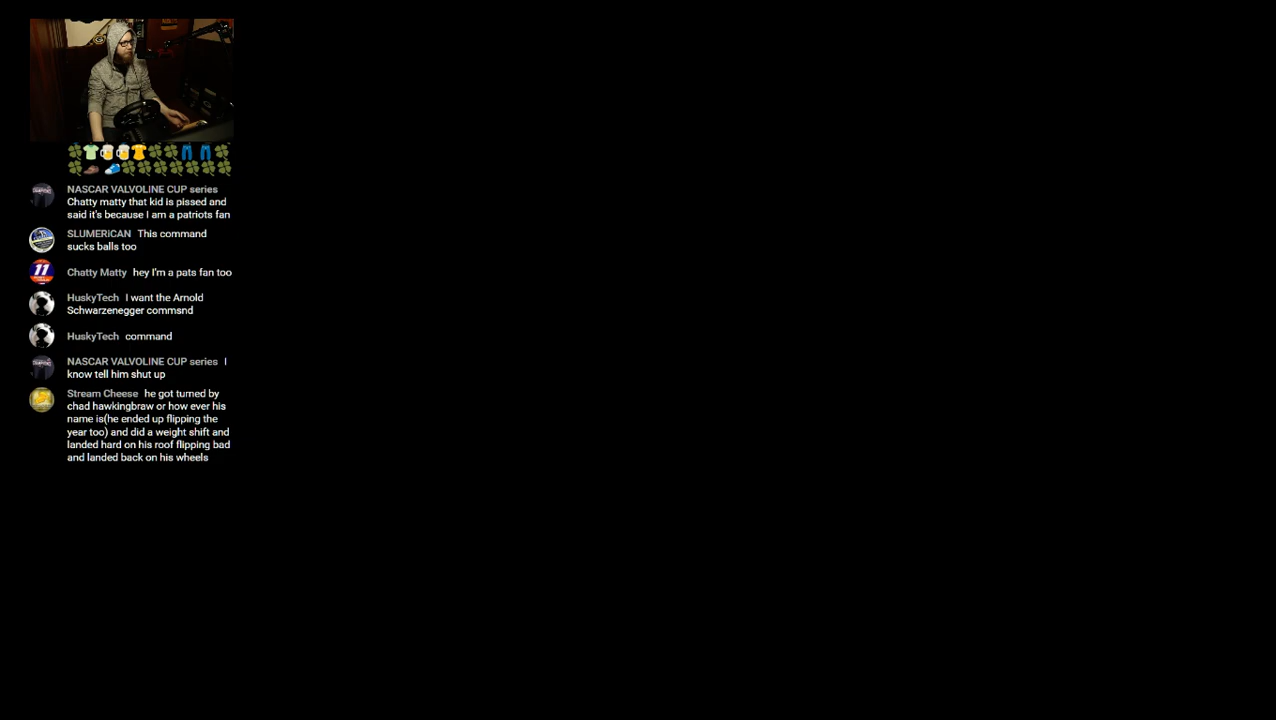 NASCAR VALVOLINE CUP series
Chatty matty that kid is pissed and
said it's because I am a patriots fan
SLUMERICAN This command
sucks balls too
11
Chatty Matty hey I'm a pats fan too
HuskyTech I want the Arnold
Schwarzenegger commsnd
HuskyTech command
NASCAR VALVOLINE CUP series I
know tell him shut up
Stream Cheese he got turned by
chad hawkingbraw or how ever his
name is(he ended up flipping the
year too) and did a weight shift and
landed hard on his roof flipping bad
and landed back on his wheels